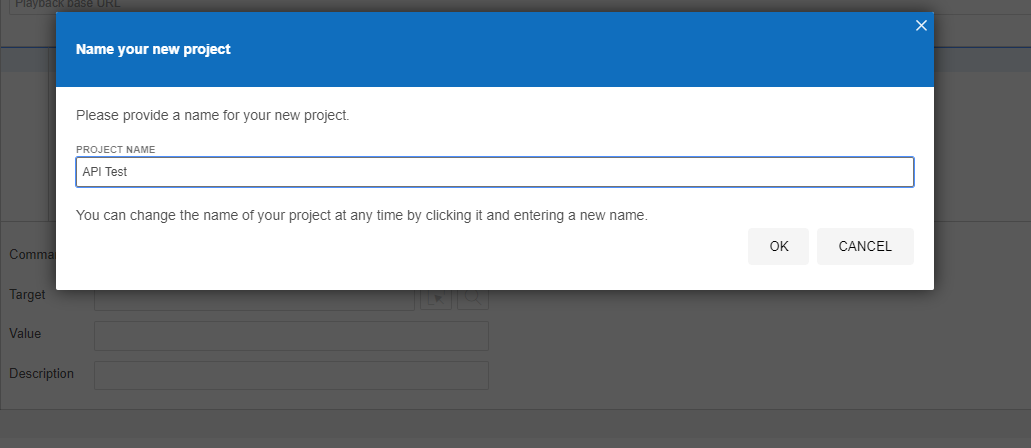 Playback base URL
Name your new project
Please provide a name for your new project.
PROJECT NAME
API Test
You can change the name of your project at any time by clicking it and entering a new name.
OK CANCEL
Comma
Target
Value
Description